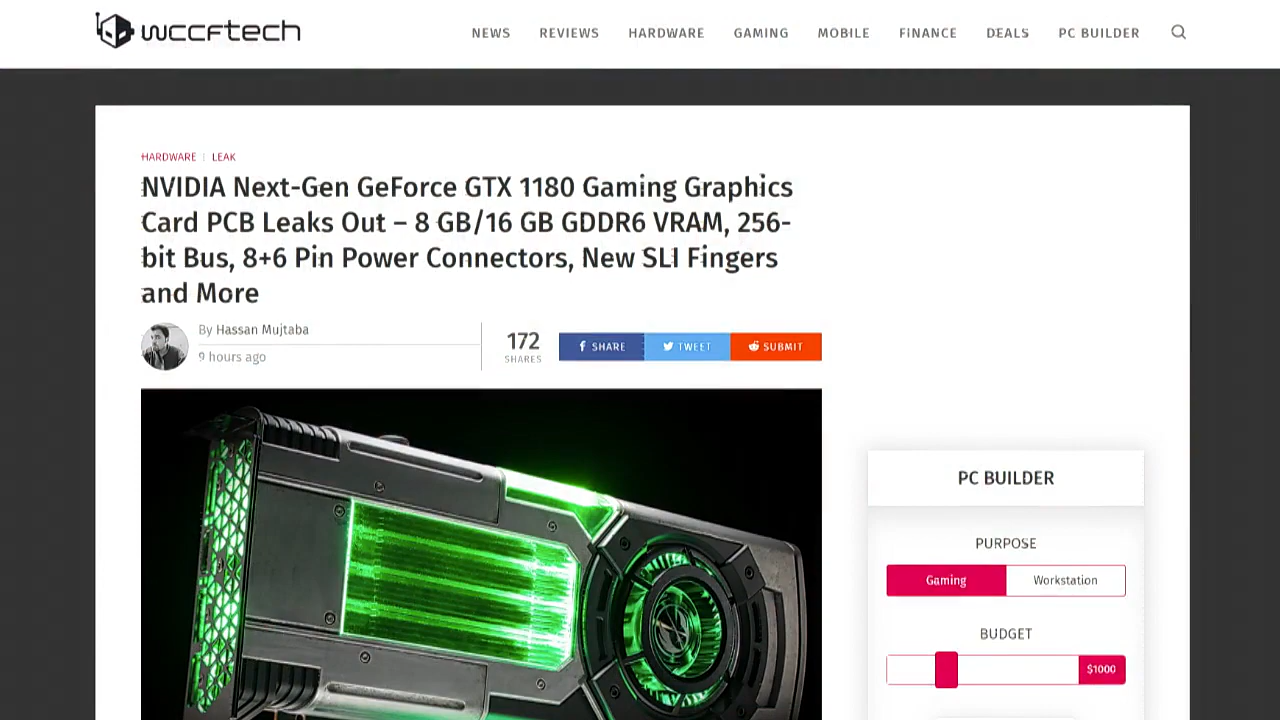 wccftech
NEWS REVIEWS HARDWARE GAMING MOBILE FINANCE DEALS PC BUILDER
HARDWARE | LEAK
NVIDIA Next-Gen GeForce GTX 1180 Gaming Graphics
Card PCB Leaks Out – 8 GB/16 GB GDDR6 VRAM, 256-
bit Bus, 8+6 Pin Power Connectors, New SLI Fingers
and More
By Hassan Mujtaba
9 hours ago
172
SHARES
SHARE
TWEET
SUBMIT
PC BUILDER
PURPOSE
Gaming Workstation
BUDGET
$1000